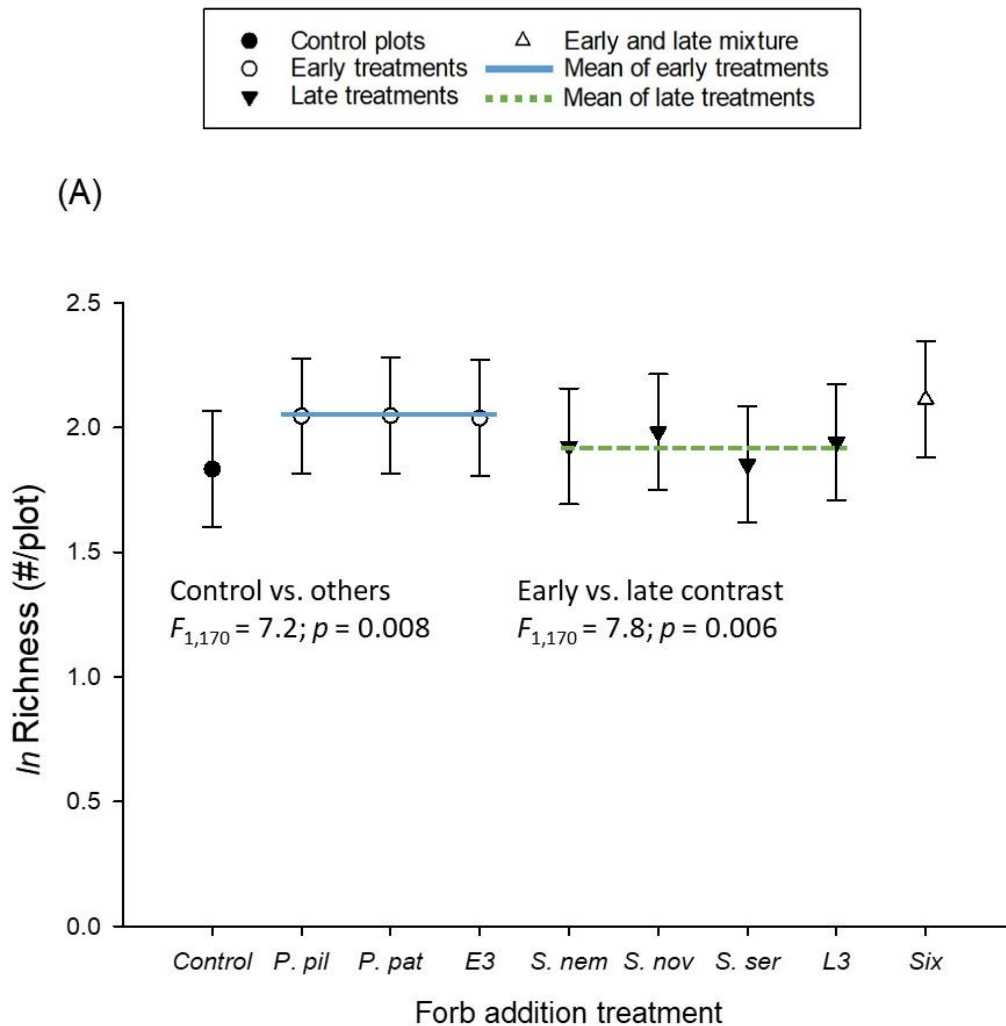 Control plots
Early treatments
Late treatments
Early and late mixture
Mean of early treatments
Mean of late treatments
(A)
ln Richness (#/plot)
2.5
2.0
1.5
1.0
0.5
0.0
Control vs. others
F1,170 = 7.2; p = 0.008
Early vs. late contrast
F1,170 = 7.8; p = 0.006
Control P. pil P. pat E3 S. nem S. nov S. ser L3 Six
Forb addition treatment